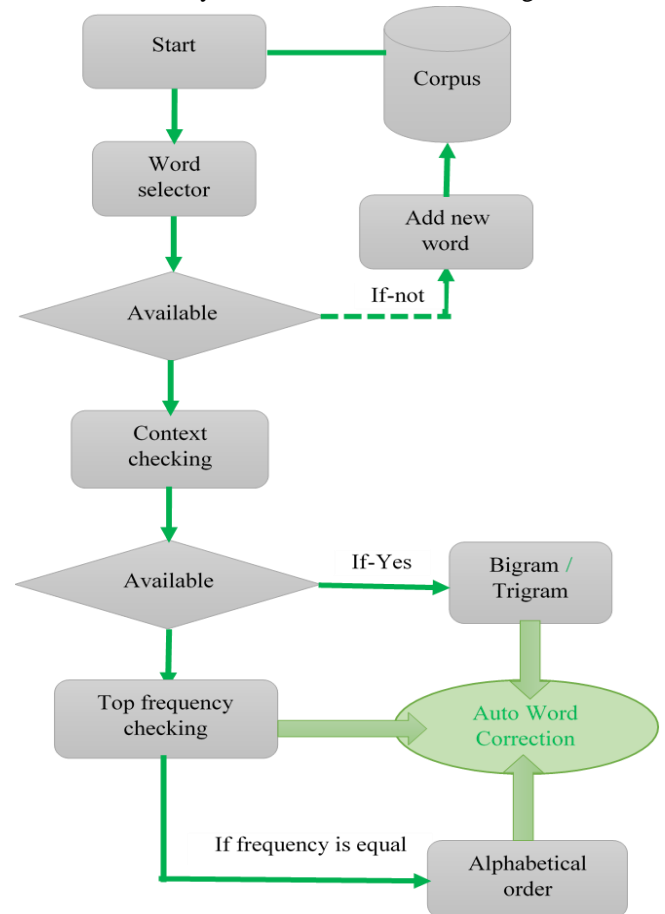 Start
Corpus
Word
selector
Add new
word
If-not
Available
Context
checking
Available
If-Yes
Bigram /
Trigram
Top frequency
checking
Auto Word
Correction
If frequency is equal
Alphabetical
order